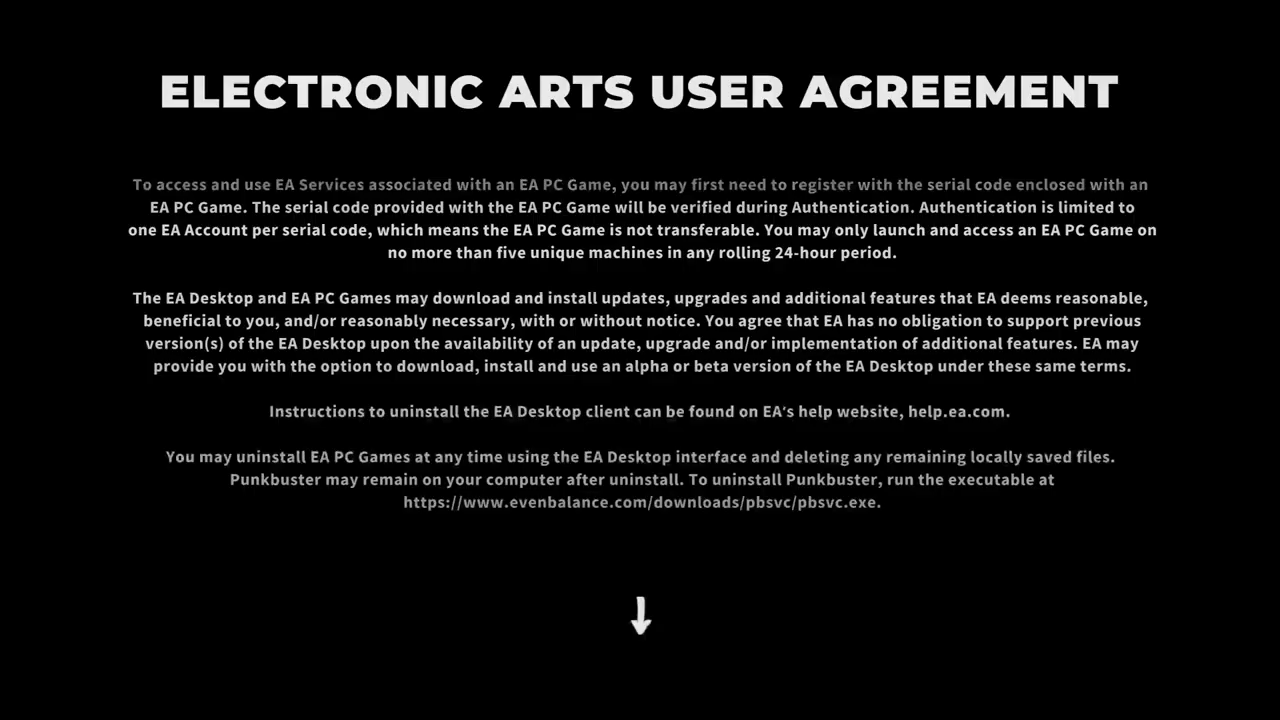 ELECTRONIC ARTS USER AGREEMENT
To access and use EA Services associated with an EA PC Game, you may first need to register with the serial code enclosed with an
EA PC Game. The serial code provided with the EA PC Game will be verified during Authentication. Authentication is limited to
one EA Account per serial code, which means the EA PC Game is not transferable. You may only launch and access an EA PC Game on
no more than five unique machines in any rolling 24-hour period.
The EA Desktop and EA PC Games may download and install updates, upgrades and additional features that EA deems reasonable,
beneficial to you, and/or reasonably necessary, with or without notice. You agree that EA has no obligation to support previous
version(s) of the EA Desktop upon the availability of an update, upgrade and/or implementation of additional features. EA may
provide you with the option to download, install and use an alpha or beta version of the EA Desktop under these same terms.
Instructions to uninstall the EA Desktop client can be found on EA's help website, help.ea.com.
You may uninstall EA PC Games at any time using the EA Desktop interface and deleting any remaining locally saved files.
Punkbuster may remain on your computer after uninstall. To uninstall Punkbuster, run the executable at
https://www.evenbalance.com/downloads/pbsvc/pbsvc.exe.